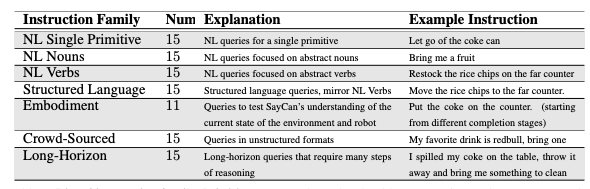 Instruction Family Num Explanation Example Instruction
NL Single Primitive 15 NL queries for a single primitive Let go of the coke can
NL Nouns 15 NL queries focused on abstract nouns Bring me a fruit
NL Verbs 15 NL queries focused on abstract verbs Restock the rice chips on the far counter
Structured Language 15 Structured language queries, mirror NL Verbs Move the rice chips to the far counter.
Embodiment 11 Queries to test SayCan's understanding of the Put the coke on the counter. (starting
current state of the environment and robot from different completion stages)
Crowd-Sourced 15 Queries in unstructured formats My favorite drink is redbull, bring one
Long-Horizon 15 Long-horizon queries that require many steps I spilled my coke on the table, throw it
of reasoning away and bring me something to clean